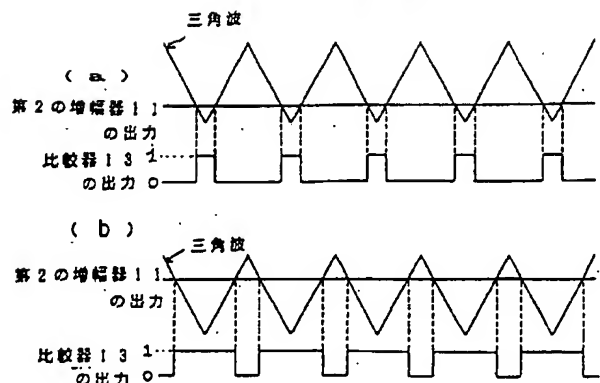 三角波
(a)
第2の増幅器11
の出力
比較器13 1
の出力 0
(b)
三角波
第2の増幅器11
の出力
比較器13 1
の出力 0